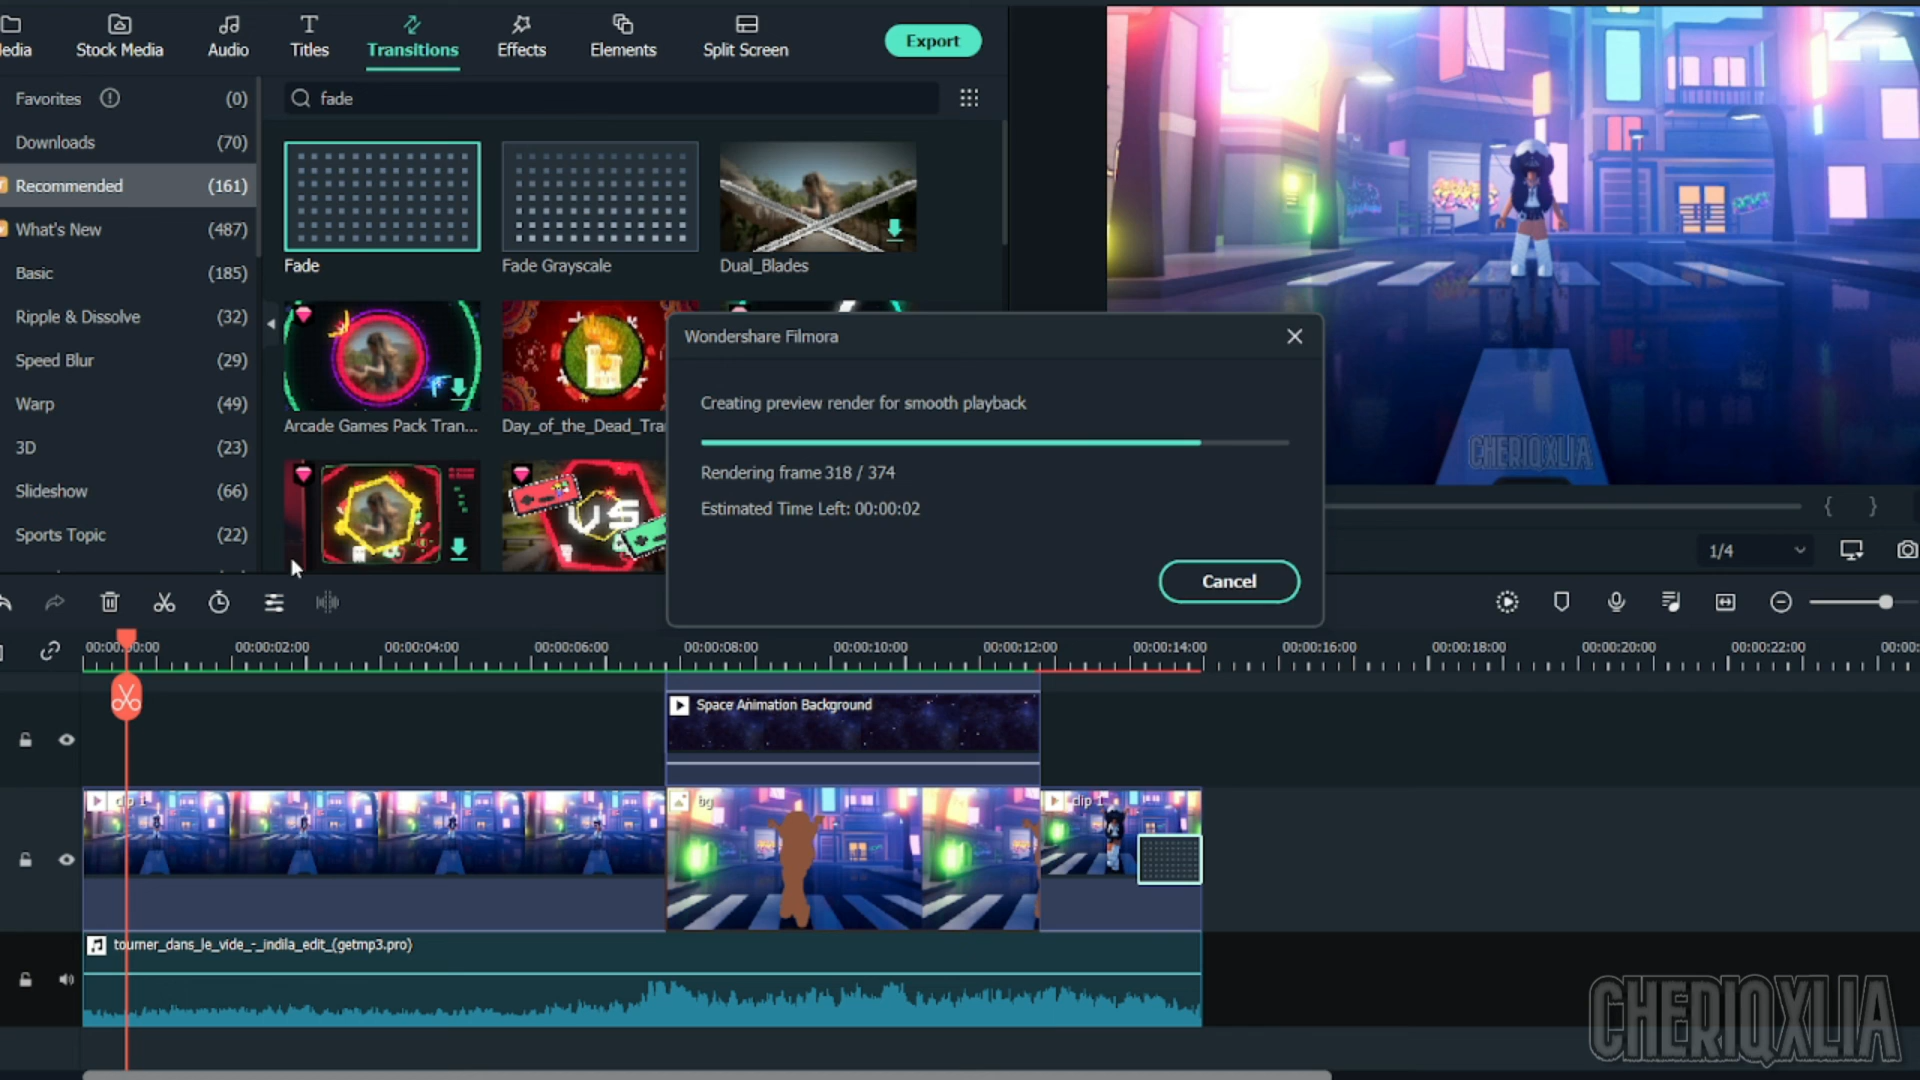 edia
Stock Media
Audio
Titles
Transitions
Effects
Elements
Split Screen
Export
Favorites (0)
fade
Downloads (70)
Recommended (161)
What's New (487)
Basic (185)
Ripple & Dissolve (32)
Speed Blur (29)
Warp (49)
3D (23)
Slideshow (66)
Sports Topic (22)
Fade
Fade Grayscale
Dual_Blades
Arcade Games Pack Tran...
Day_of_the_Dead_Tra
VS
Wondershare Filmora
Creating preview render for smooth playback
Rendering frame 318 / 374
Estimated Time Left: 00:00:02
Cancel
CHERIQXLIA
{ }
1/4
00:00:00:00 00:00:02:00 00:00:04:00 00:00:06:00 00:00:08:00 00:00:10:00 00:00:12:00 00:00:14:00 00:00:16:00 00:00:18:00 00:00:20:00 00:00:22:00 00:00:
Space Animation Background
clip 1
bg
clip 1
tourner_dans_le_vide_-_indila_edit_(getmp3.pro)
CHERIQXLIA